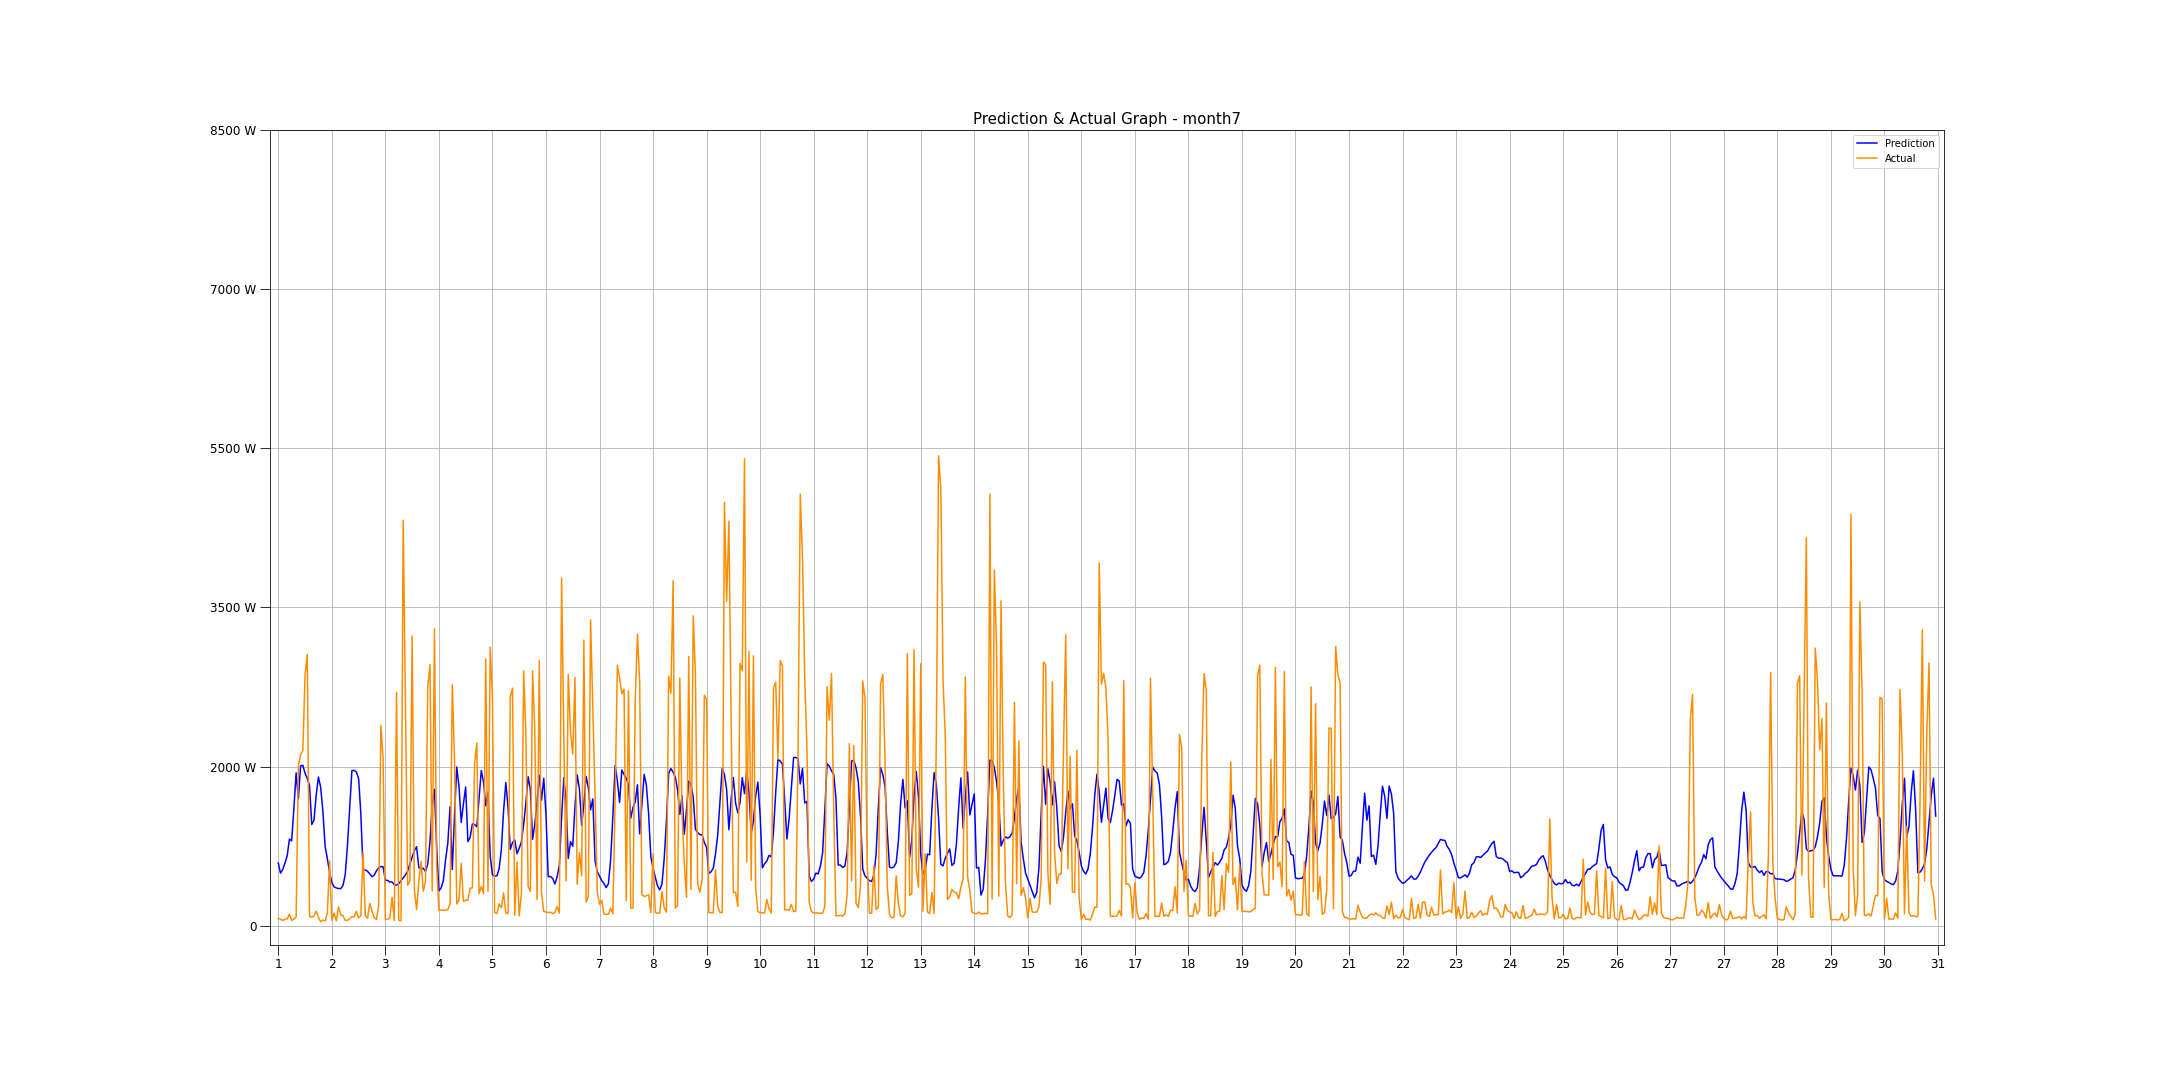 Prediction & Actual Graph - month7
8500 W
7000 W
5500 W
3500 W
2000 W
0
Prediction
Actual
1 2 3 4 5 6 7 8 9 10 11 12 13 14 15 16 17 18 19 20 21 22 23 24 25 26 27 27 28 29 30 31